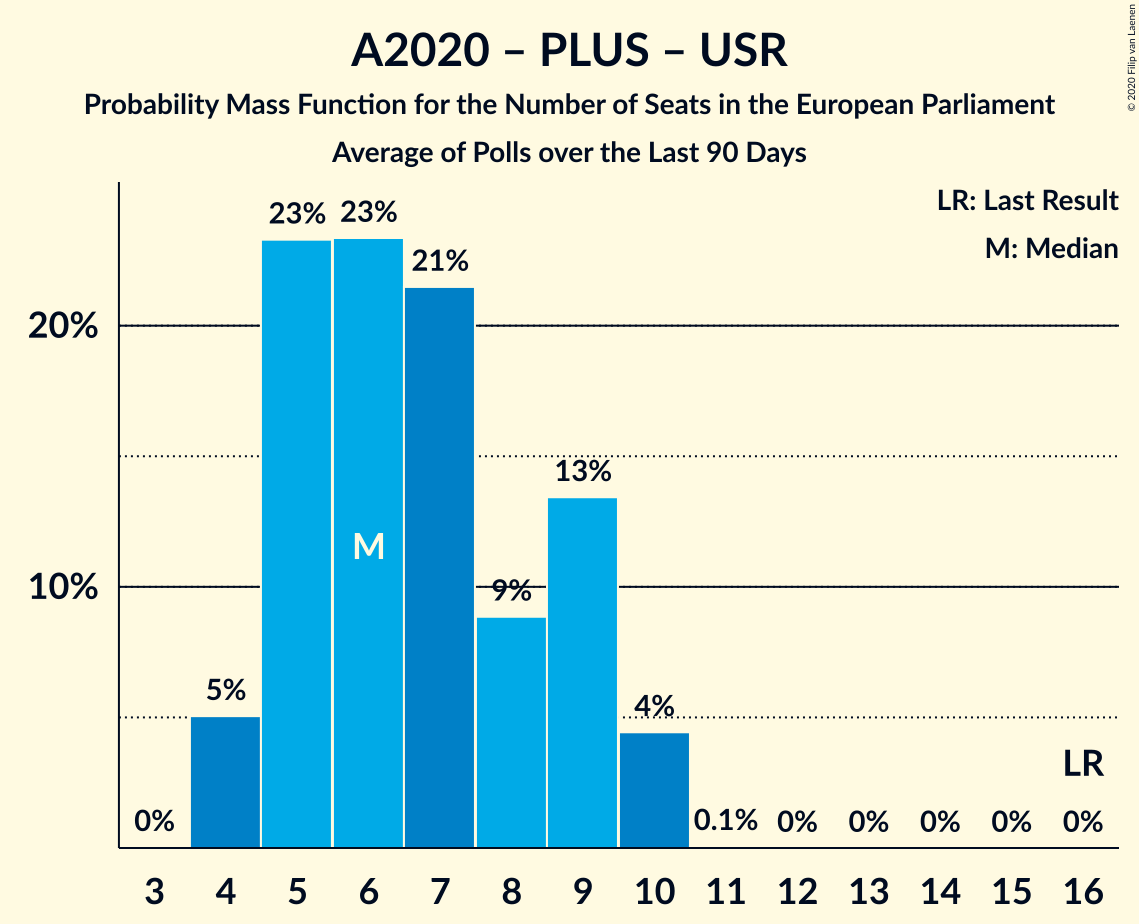 A2020 – PLUS – USR
Probability Mass Function for the Number of Seats in the European Parliament
Average of Polls over the Last 90 Days
© 2020 Filip van Laenen
LR: Last Result
M: Median
23% 23%
21%
20%
13%
M
10%
9%
5%
4%
LR
0% 0.1% 0% 0% 0% 0% 0%
3 4 5 6 7 8 9 10 11 12 13 14 15 16